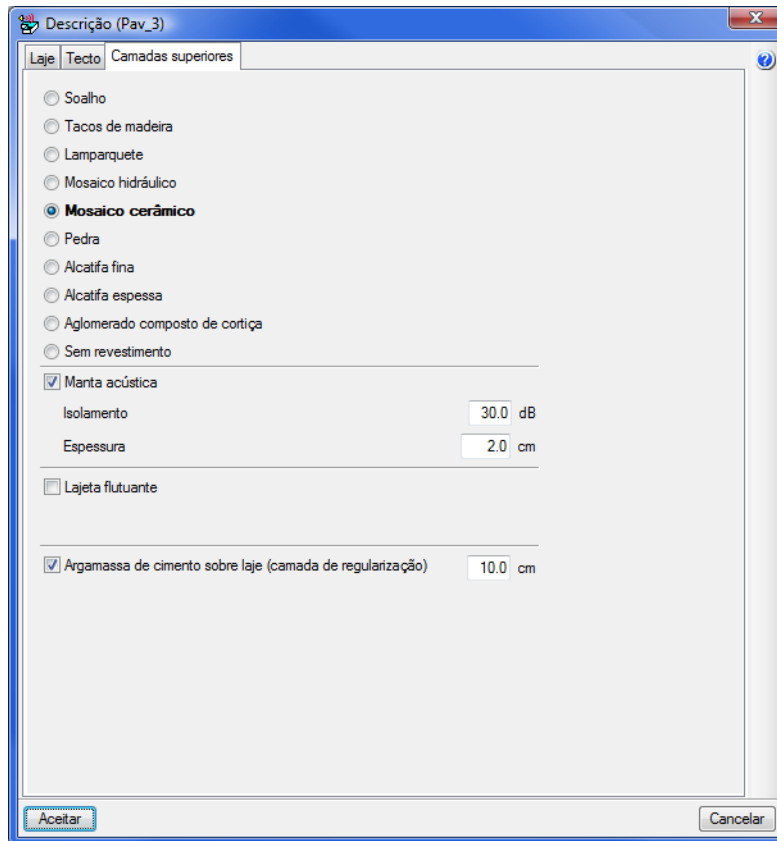 Descrição (Pav_3)
Laje Tecto Camadas superiores
Soalho
Tacos de madeira
Lamparquete
Mosaico hidráulico
Mosaico cerâmico
Pedra
Alcatifa fina
Alcatifa espessa
Aglomerado composto de cortiça
Sem revestimento
Manta acústica
Isolamento 30.0 dB
Espessura 2.0 cm
Lajeta flutuante
Argamassa de cimento sobre laje (camada de regularização) 10.0 cm
Aceitar Cancelar